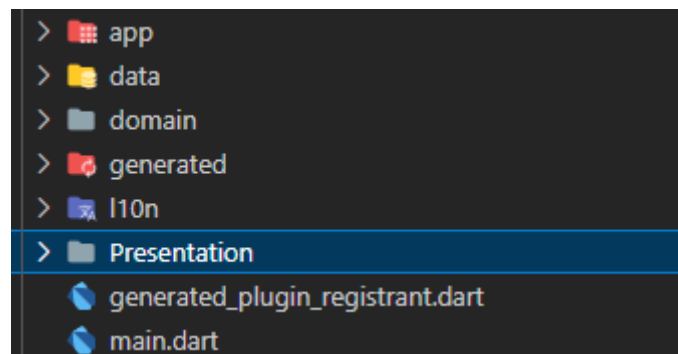 app
data
domain
generated
l10n
Presentation
generated_plugin_registrant.dart
main.dart